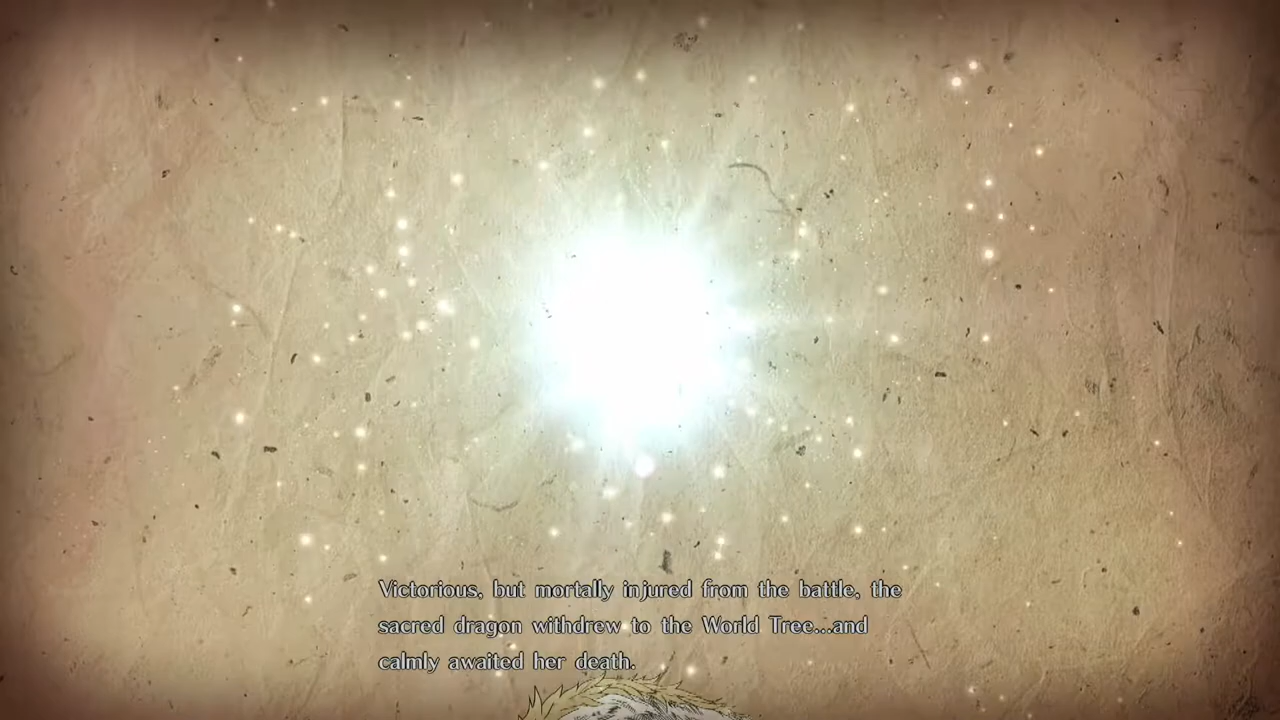 Victorious, but mortally injured from the battle, the
sacred dragon withdrew to the World Tree...and
calmly awaited her death.